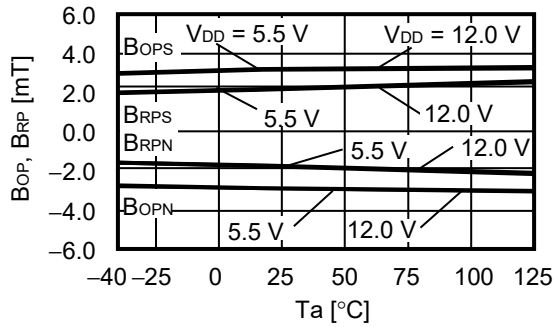 6.0
VDD = 5.5 V
VDD = 12.0 V
BOPS
4.0
2.0
BRPS
5.5 V
12.0 V
0.0
BRPN
5.5 V
12.0 V
−2.0
BOPN
−4.0
5.5 V
12.0 V
−6.0
BOP, BRP [mT]
−40 −25 0 25 50 75 100 125
Ta [°C]